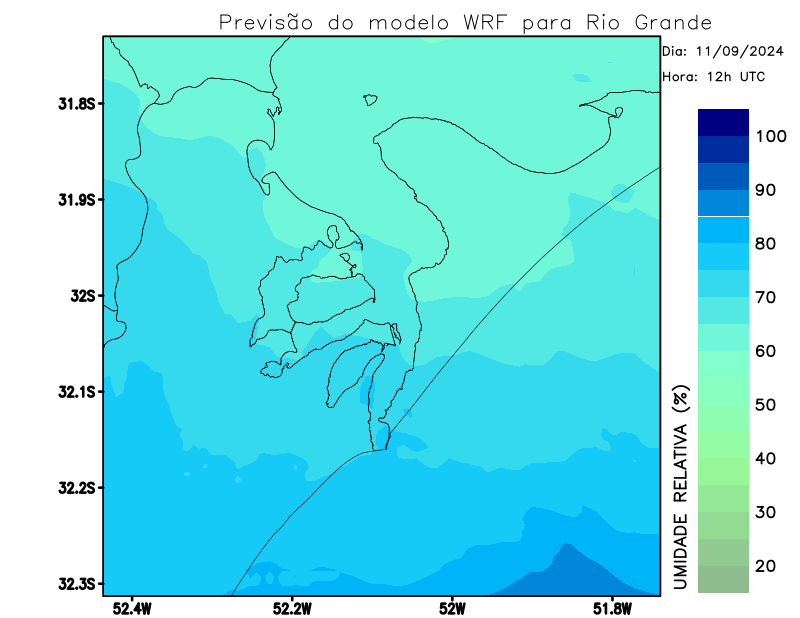 Previsão do modelo WRF para Rio Grande
Dia: 11/09/2024
Hora: 12h UTC
31.8S
31.9S
32S
32.1S
32.2S
32.3S
52.4W
52.2W
52W
51.8W
100
90
80
70
60
50
40
30
20
UMIDADE RELATIVA (%)